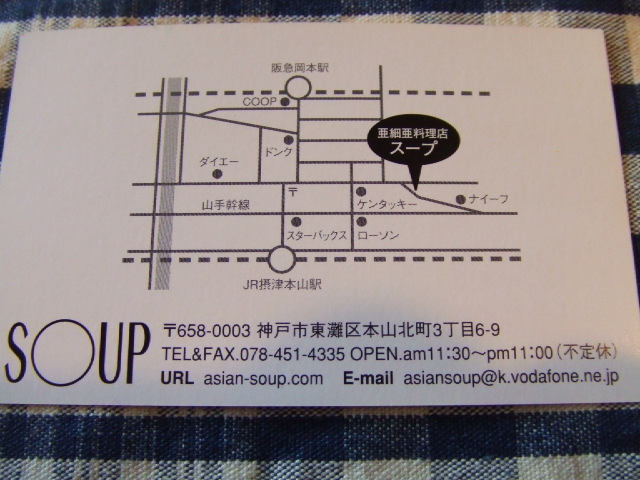 阪急岡本駅
COOP
亜細亜料理店
スープ
ドンク
ダイエー
〒
ケンタッキー
ナイーフ
山手幹線
スターバックス
ローソン
JR摂津本山駅
SOUP
〒658-0003 神戸市東灘区本山北町3丁目6-9
TEL&FAX.078-451-4335 OPEN.am11:30〜pm11:00(不定休)
URL asian-soup.com E-mail asiansoup@k.vodafone.ne.jp